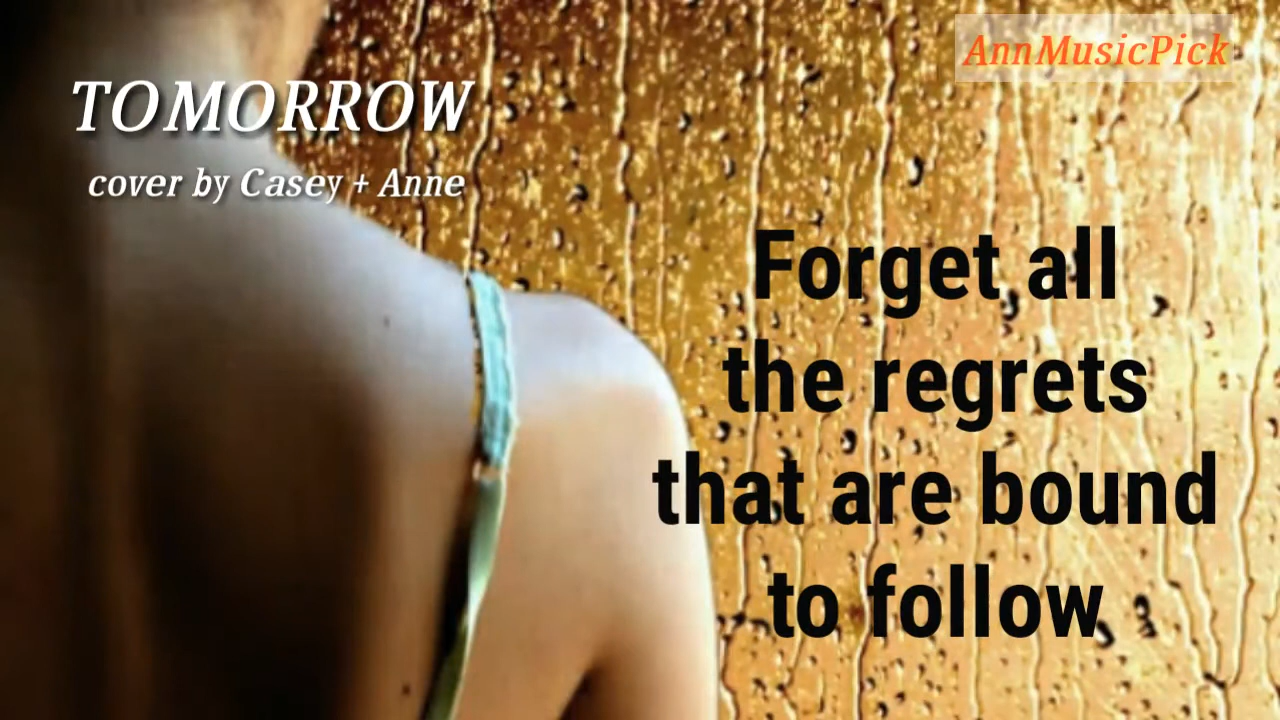 AnnMusicPick
TOMORROW
cover by Casey + Anne
Forget all
the regrets
that are bound
to follow